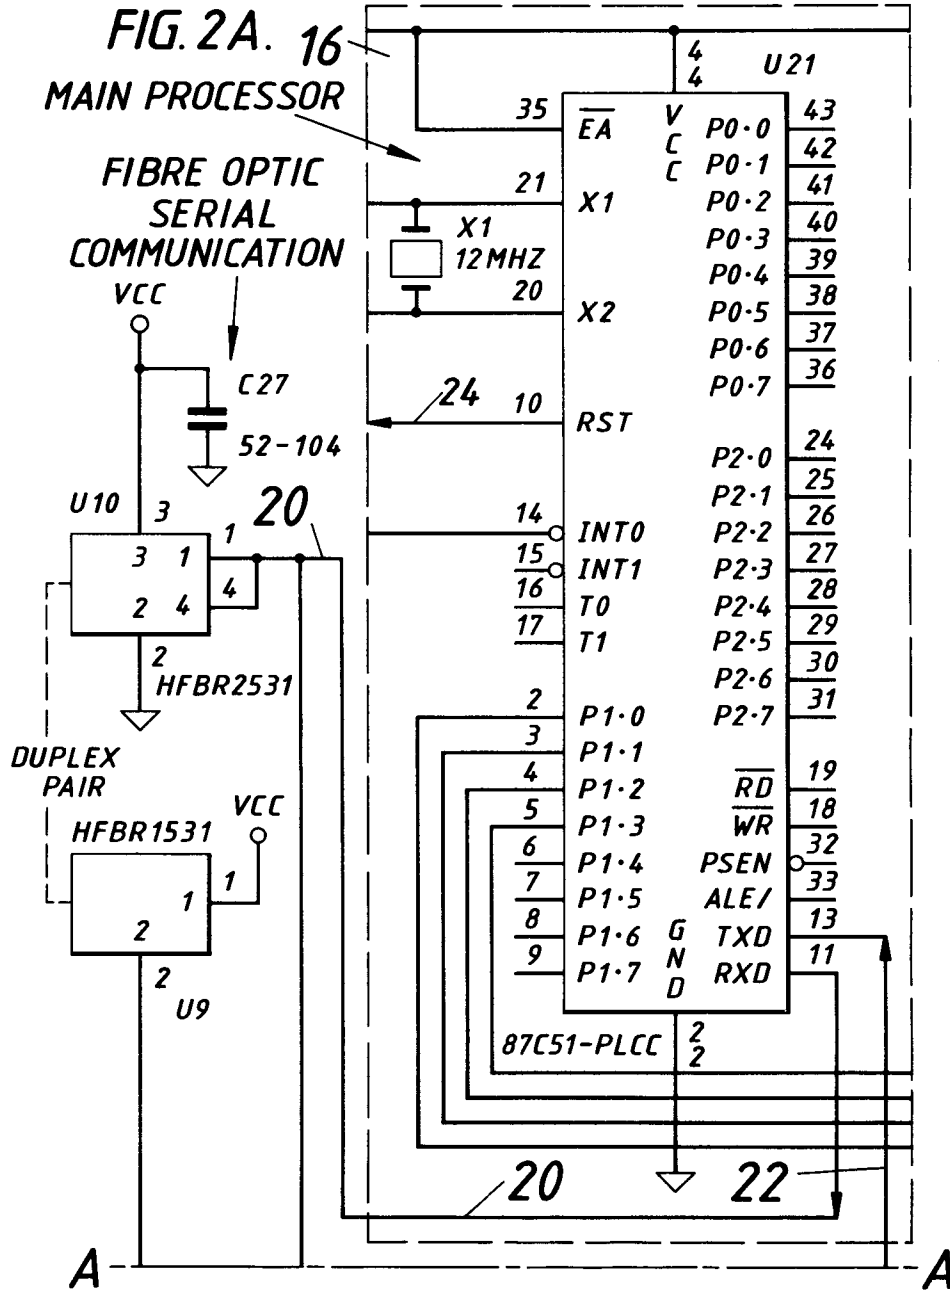 FIG. 2A.
16
MAIN PROCESSOR
FIBRE OPTIC
SERIAL
COMMUNICATION
VCC
C27
52-104
U10
3
1
4
2
3 1
2 4
20
HFBR2531
DUPLEX
PAIR
HFBR1531
VCC
1
1
2
2
U9
A
A
U21
4
4
VCC
35 EA
21 X1
X1
12MHZ
20 X2
24
10 RST
14 INT0
15 INT1
16 T0
17 T1
2 P1·0
3 P1·1
4 P1·2
5 P1·3
6 P1·4
7 P1·5
8 P1·6
9 P1·7
P0·0 43
P0·1 42
P0·2 41
P0·3 40
P0·4 39
P0·5 38
P0·6 37
P0·7 36
P2·0 24
P2·1 25
P2·2 26
P2·3 27
P2·4 28
P2·5 29
P2·6 30
P2·7 31
RD 19
WR 18
PSEN 32
ALE/ 33
TXD 13
RXD 11
GND
87C51-PLCC
2
2
20
22